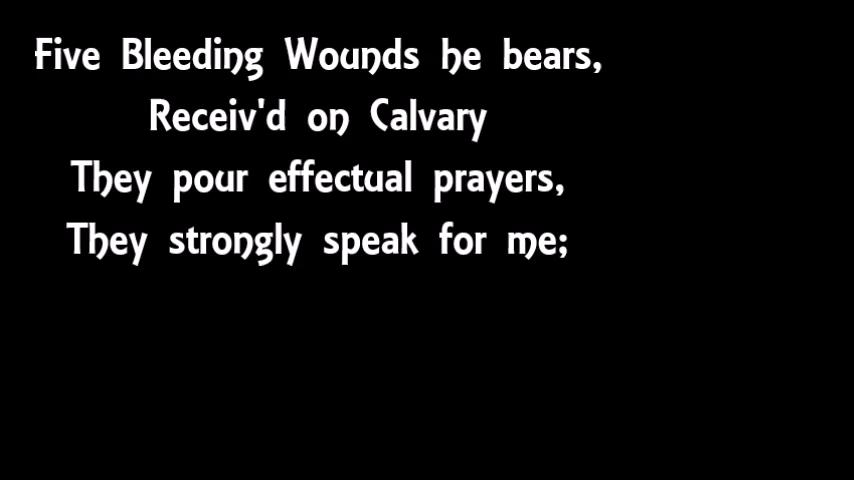 Five Bleeding Wounds he bears,
Receiv'd on Calvary
They pour effectual prayers,
They strongly speak for me;